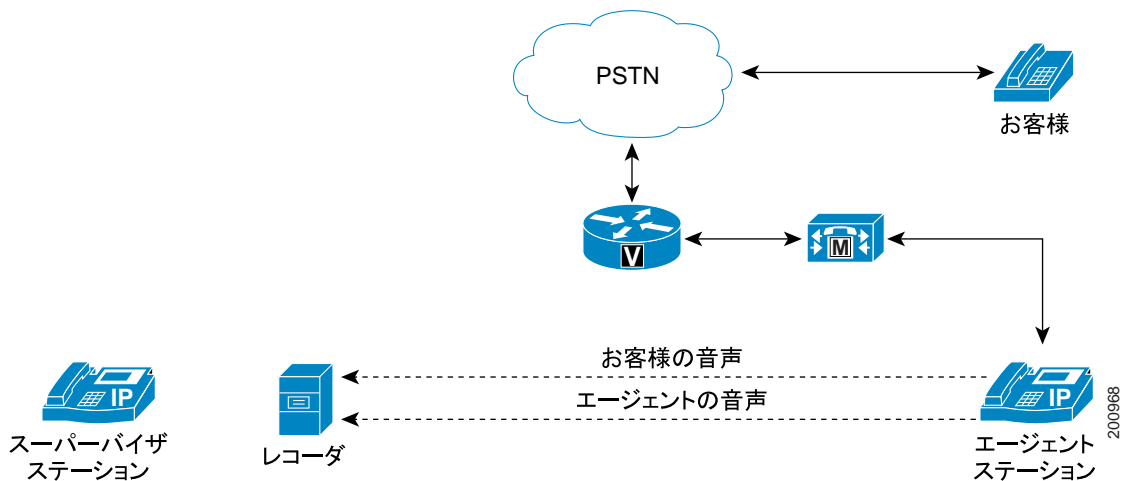 PSTN
お客様
V
M
お客様の音声
エージェントの音声
IP
スーパーバイザ
ステーション
レコーダ
IP
エージェント
ステーション
200968